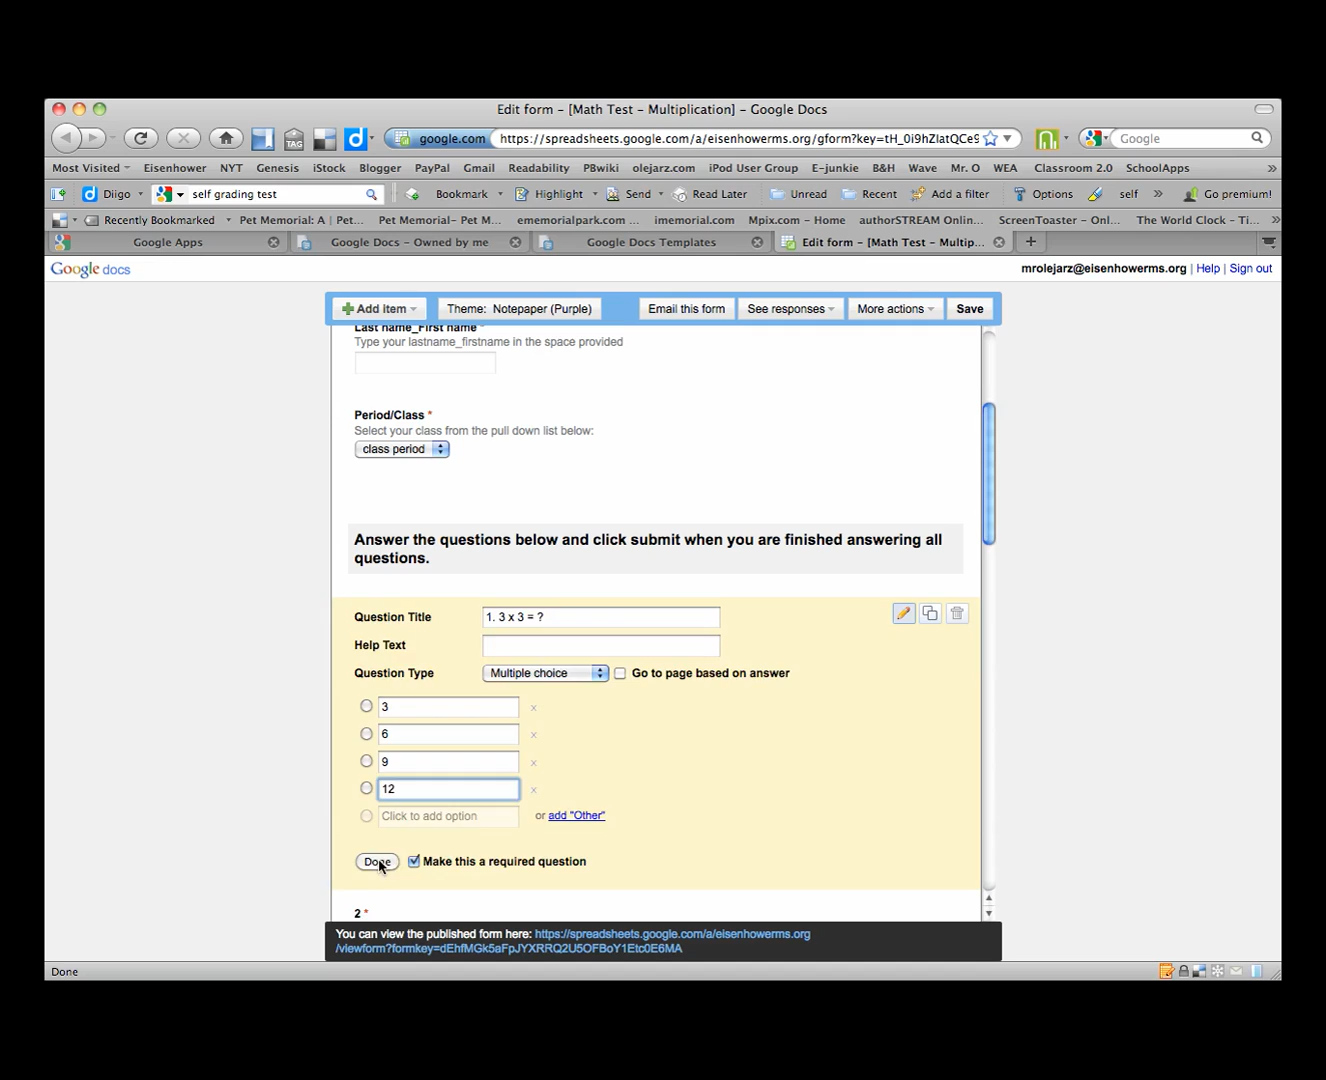 Edit form – [Math Test – Multiplication] – Google Docs
google.com https://spreadsheets.google.com/a/eisenhowerms.org/gform?key=tH_0i9hZlatQCe9 Google
Most Visited Eisenhower NYT Genesis iStock Blogger PayPal Gmail Readability PBwiki olejarz.com iPod User Group E-junkie B&H Wave Mr. O WEA Classroom 2.0 SchoolApps »
Diigo self grading test Bookmark Highlight Send Read Later Unread Recent Add a filter Options self » Go premium!
Recently Bookmarked Pet Memorial: A | Pet... Pet Memorial- Pet M... ememorialpark.com ... imemorial.com Mpix.com – Home authorSTREAM Onlin... ScreenToaster – Onl... The World Clock – Ti... »
Google Apps Google Docs – Owned by me Google Docs Templates Edit form – [Math Test – Multip...
Google docs mrolejarz@eisenhowerms.org | Help | Sign out
Add item Theme: Notepaper (Purple) Email this form See responses More actions Save
Last name_First name *
Type your lastname_firstname in the space provided
Period/Class *
Select your class from the pull down list below:
class period
Answer the questions below and click submit when you are finished answering all
questions.
Question Title 1. 3 x 3 = ?
Help Text
Question Type Multiple choice Go to page based on answer
3 x
6 x
9 x
12 x
Click to add option or add "Other"
Done Make this a required question
2 *
You can view the published form here: https://spreadsheets.google.com/a/eisenhowerms.org
/viewform?formkey=dEhfMGk5aFpJYXRRQ2U5OFBoY1Etc0E6MA
Done